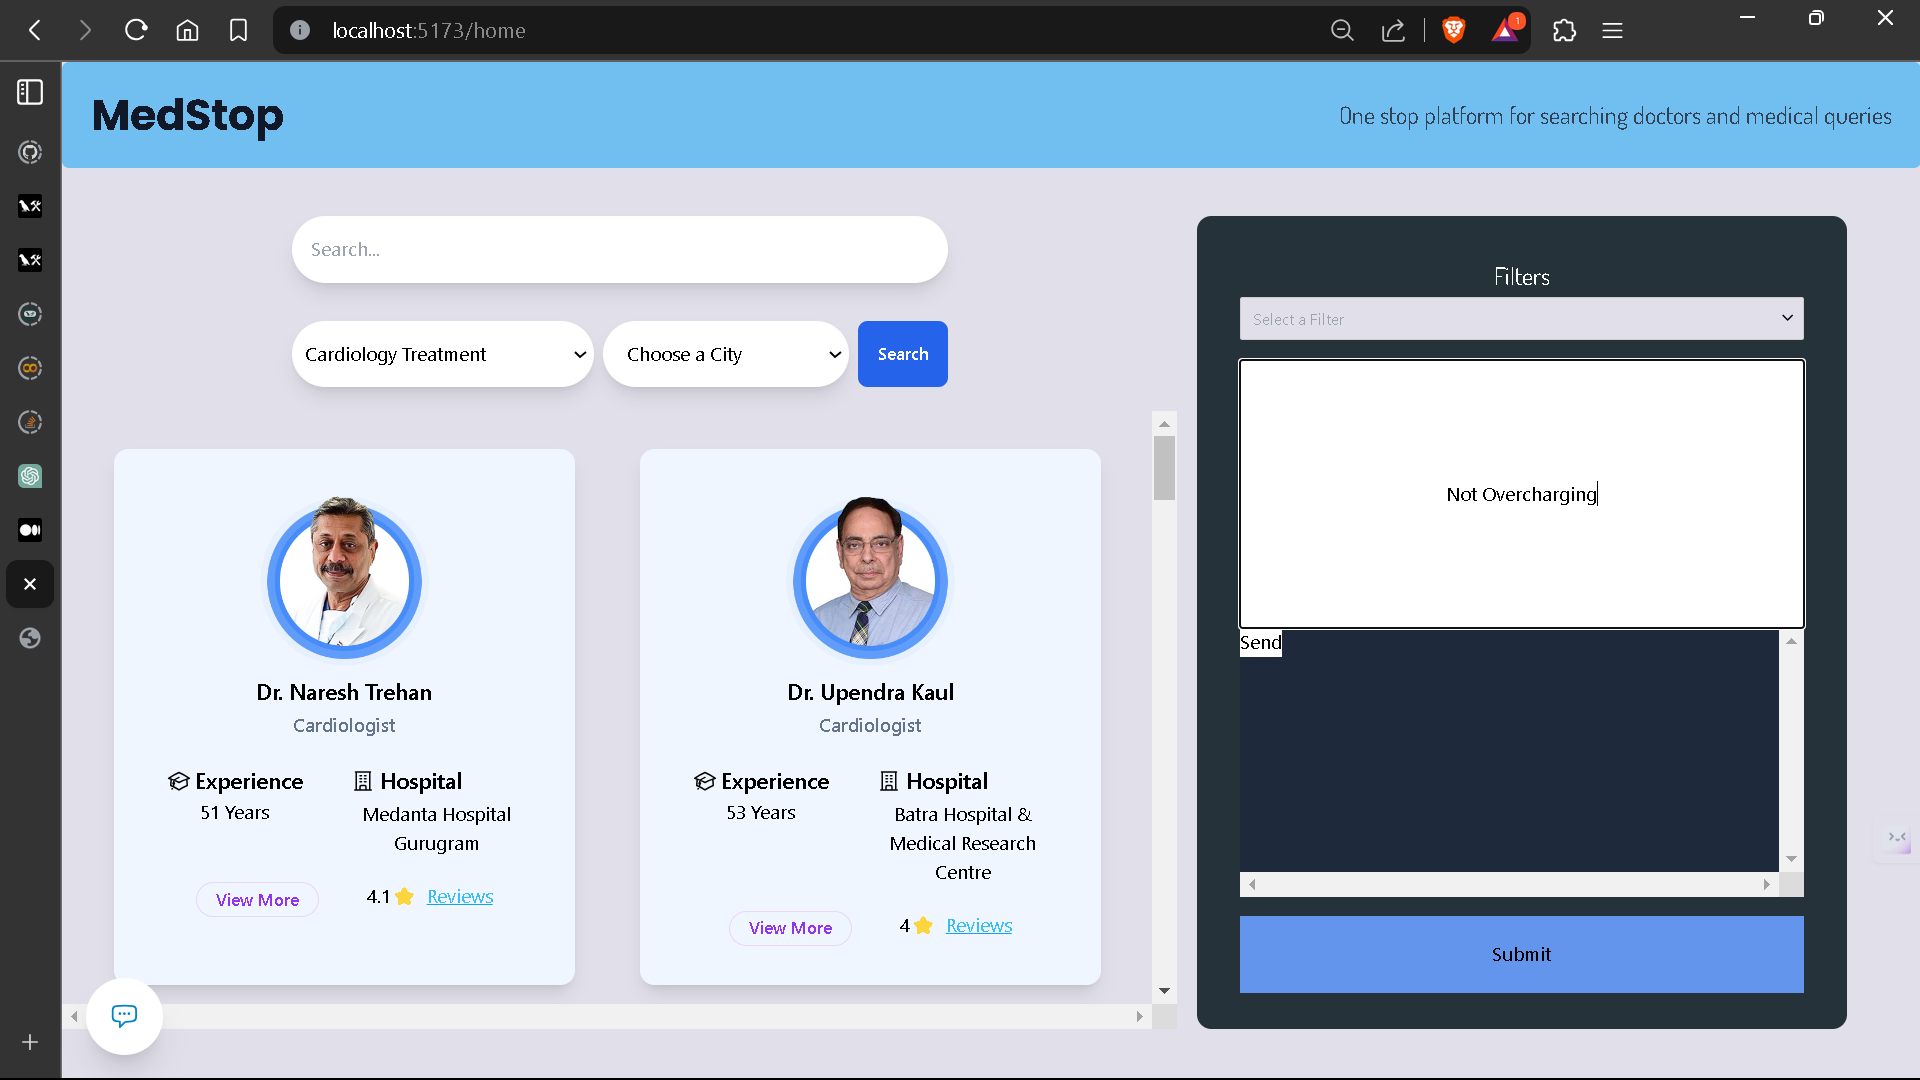 localhost:5173/home
1
MedStop
One stop platform for searching doctors and medical queries
Search...
Cardiology Treatment
Choose a City
Search
Dr. Naresh Trehan
Cardiologist
Experience
51 Years
Hospital
Medanta Hospital
Gurugram
View More
4.1
Reviews
Dr. Upendra Kaul
Cardiologist
Experience
53 Years
Hospital
Batra Hospital &
Medical Research
Centre
View More
4
Reviews
Filters
Select a Filter
Not Overcharging
Send
Submit